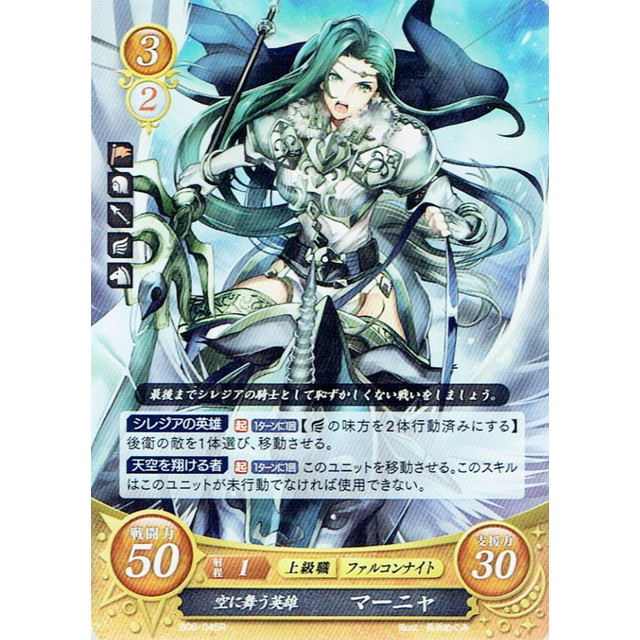 3
2
最後までシレジアの騎士として恥ずかしくない戦いをしましょう。
シレジアの英雄 起 1ターンに1回【の味方を2体行動済みにする】
後衛の敵を1体選び、移動させる。
天空を翔ける者 起 1ターンに1回 このユニットを移動させる。このスキル
はこのユニットが未行動でなければ使用できない。
戦闘力
50
射程 1
上級職 ファルコンナイト
支援力
30
空に舞う英雄 マーニャ
B06-045R
Illust：長浜めぐみ